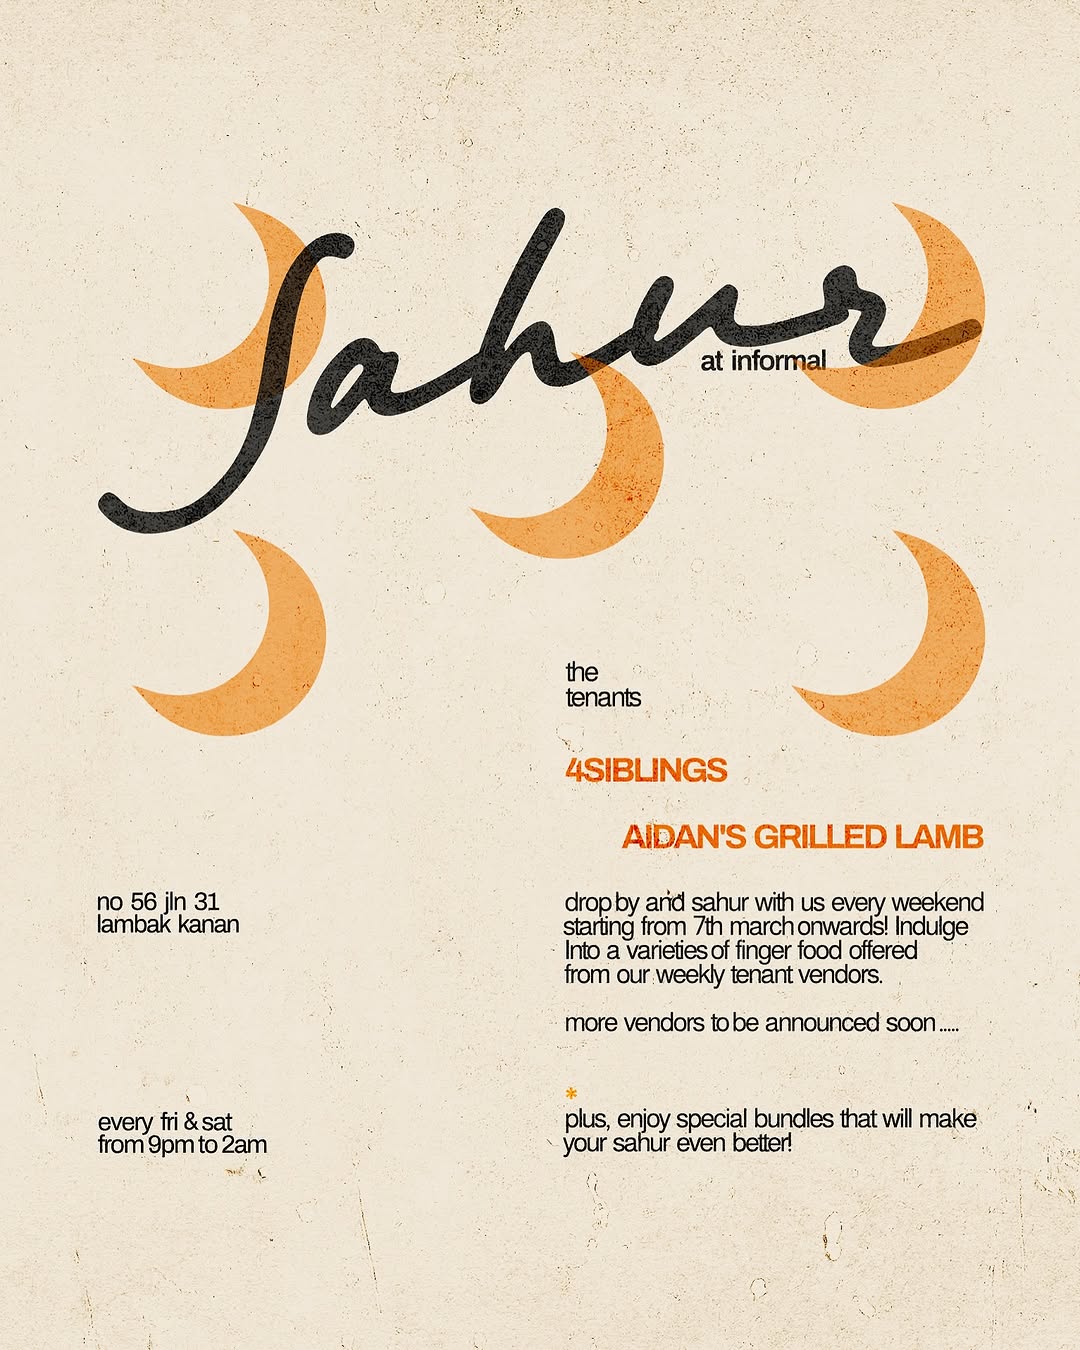 Sahur
at informal
the
tenants
4SIBLINGS
AIDAN'S GRILLED LAMB
no 56 jln 31
lambak kanan
drop by and sahur with us every weekend
starting from 7th march onwards! Indulge
Into a varieties of finger food offered
from our weekly tenant vendors.
more vendors to be announced soon.....
every fri & sat
from 9pm to 2am
*
plus, enjoy special bundles that will make
your sahur even better!